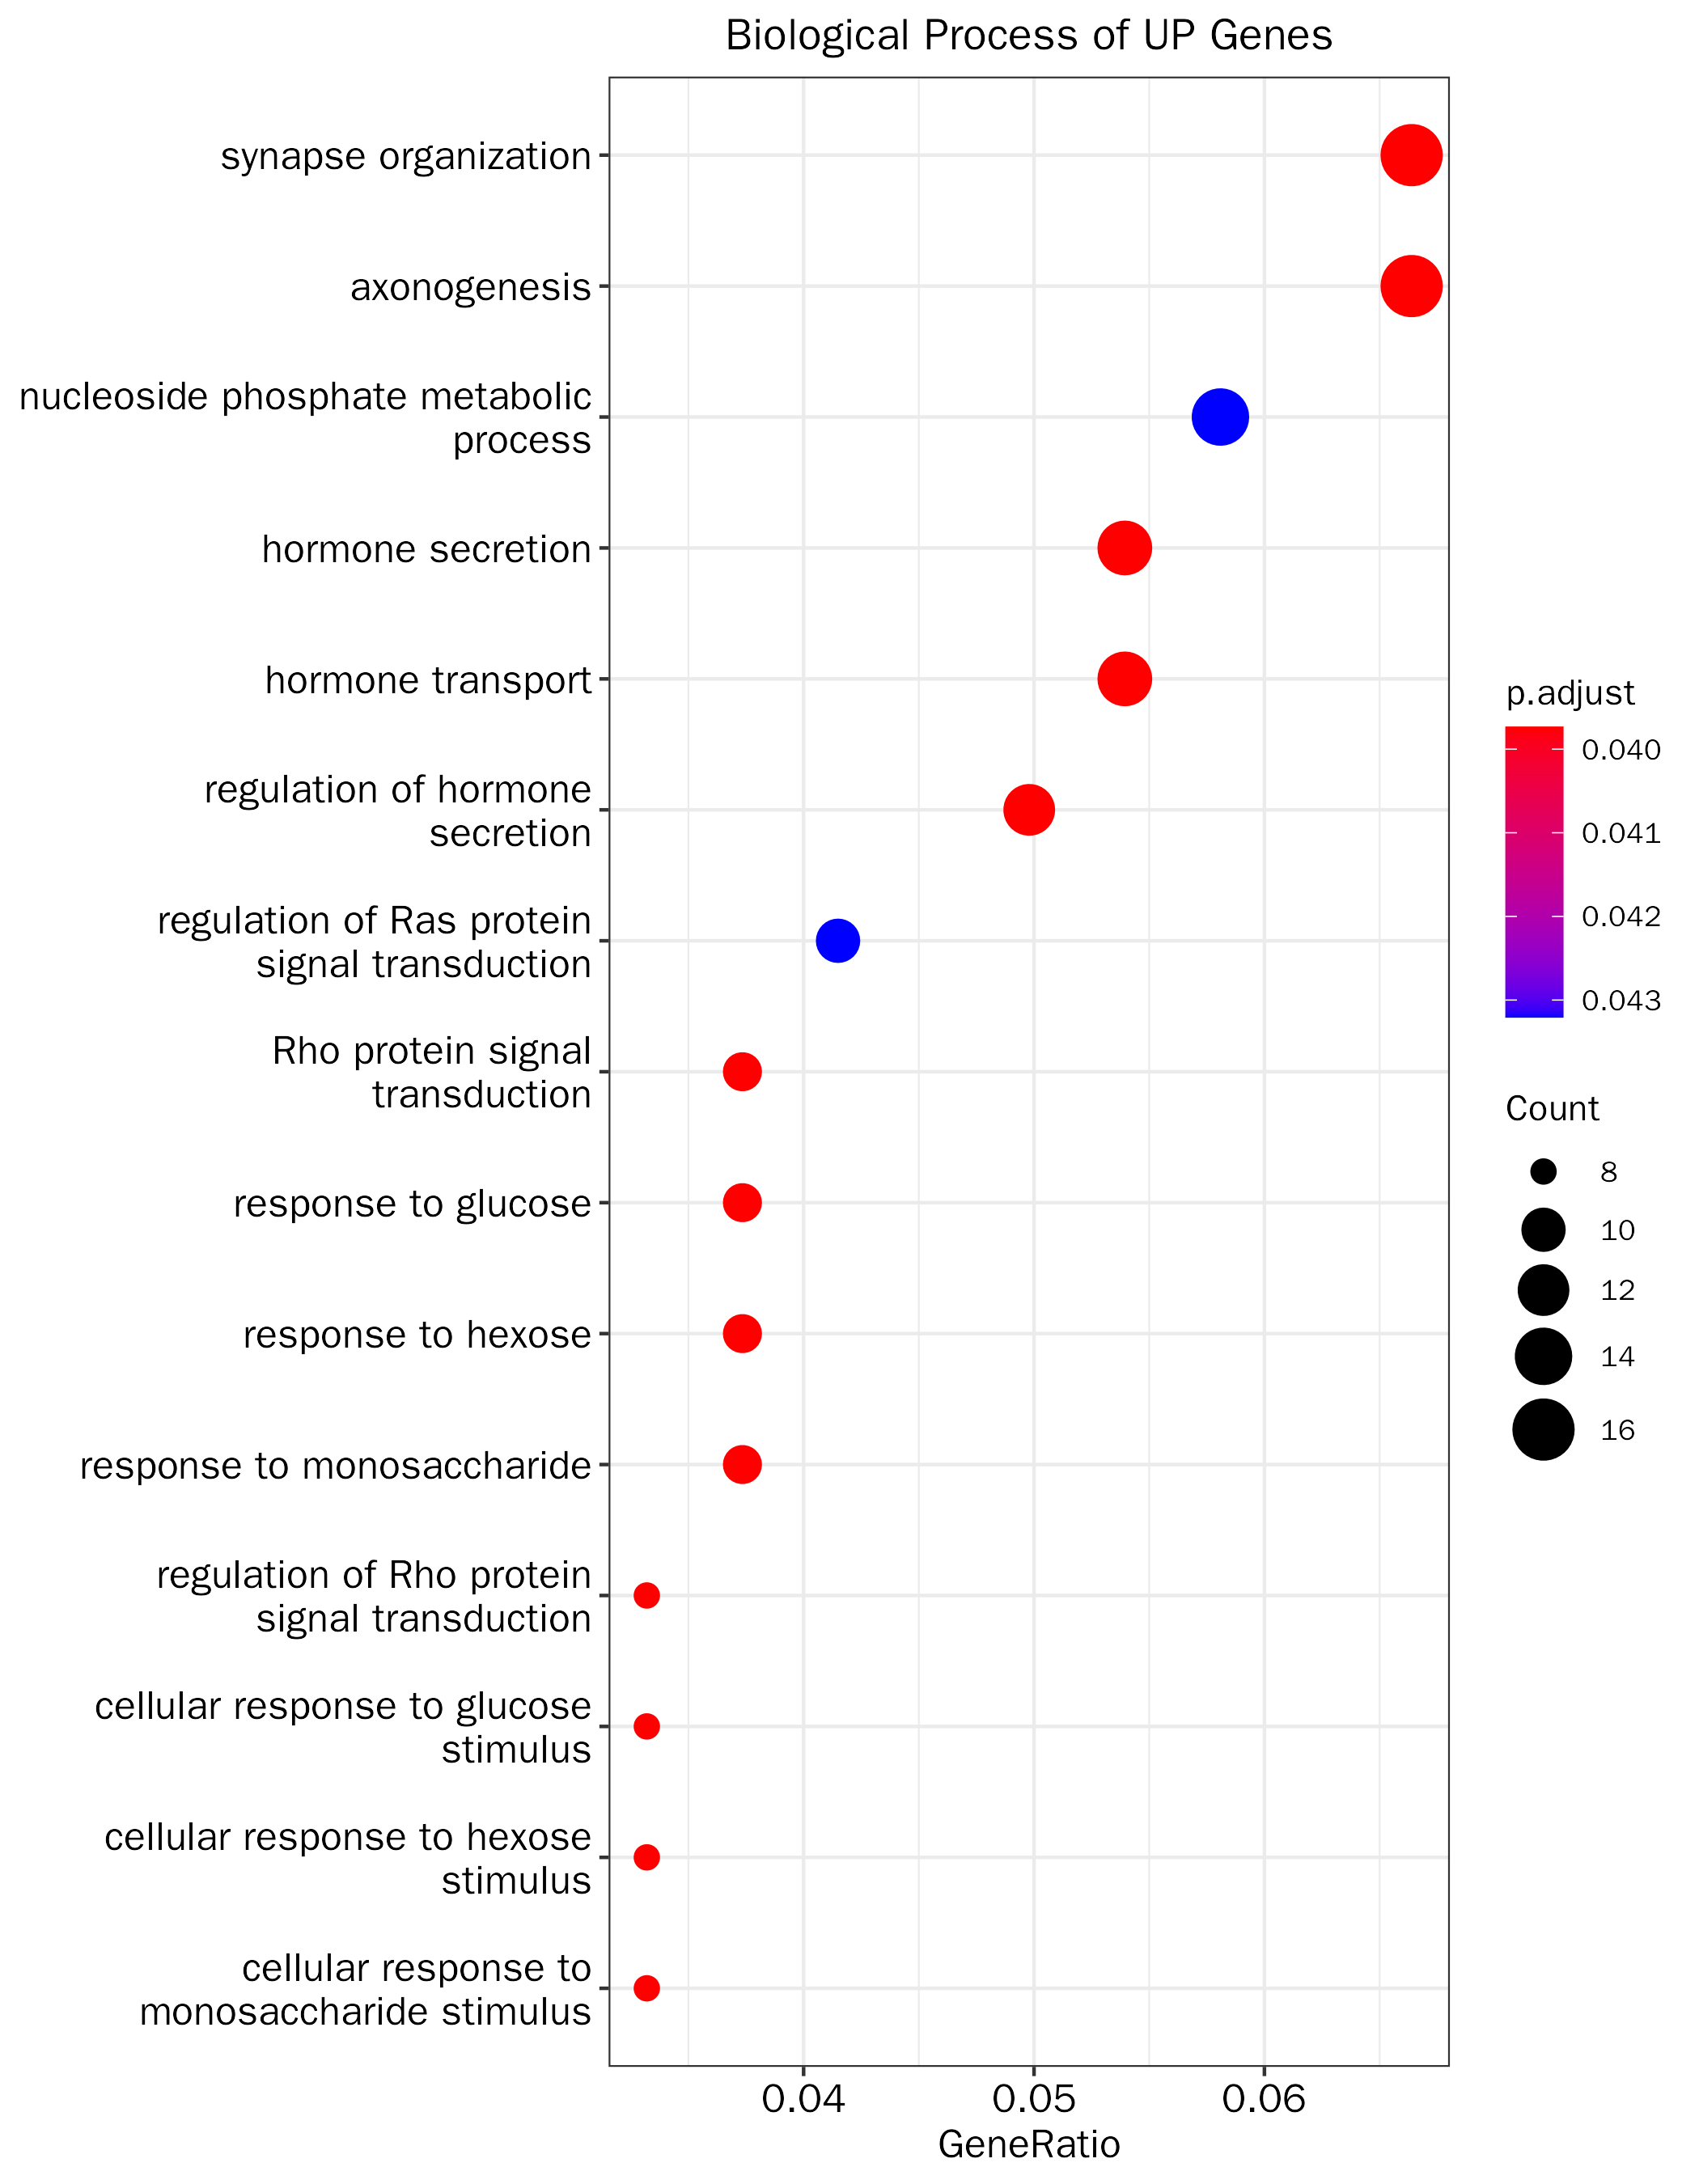 Biological Process of UP Genes
synapse organization
axonogenesis
nucleoside phosphate metabolic
process
hormone secretion
hormone transport
regulation of hormone
secretion
regulation of Ras protein
signal transduction
Rho protein signal
transduction
response to glucose
response to hexose
response to monosaccharide
regulation of Rho protein
signal transduction
cellular response to glucose
stimulus
cellular response to hexose
stimulus
cellular response to
monosaccharide stimulus
0.04
0.05
0.06
GeneRatio
p.adjust
0.040
0.041
0.042
0.043
Count
8
10
12
14
16